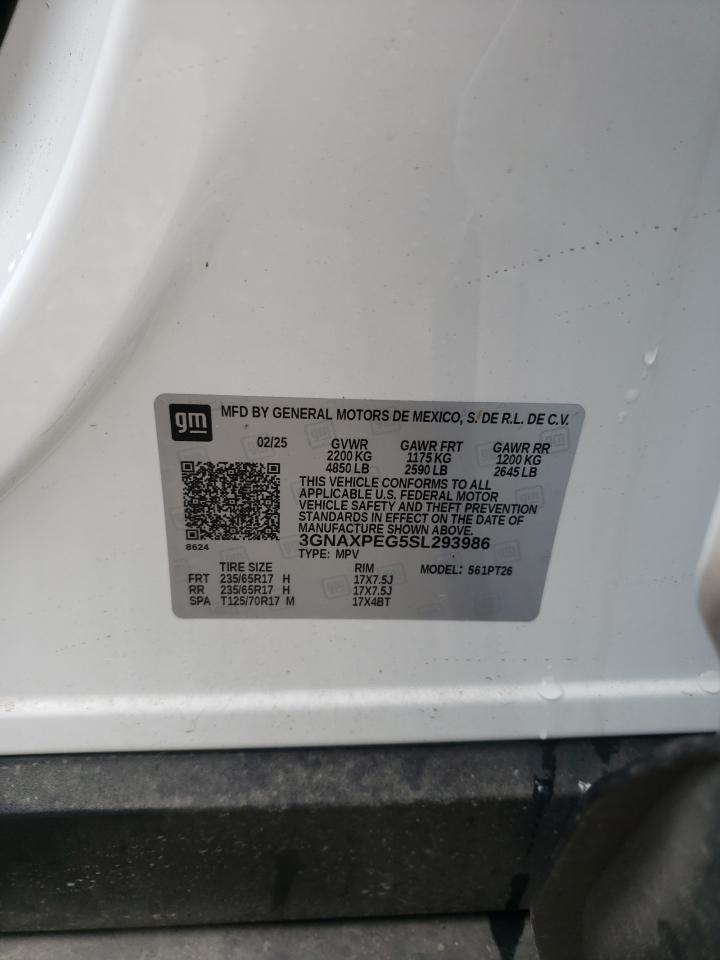 gm MFD BY GENERAL MOTORS DE MEXICO, S. DE R.L. DE C.V.
02/25 GVWR GAWR FRT GAWR RR
2200 KG 1175 KG 1200 KG
4850 LB 2590 LB 2645 LB
THIS VEHICLE CONFORMS TO ALL
APPLICABLE U.S. FEDERAL MOTOR
VEHICLE SAFETY AND THEFT PREVENTION
STANDARDS IN EFFECT ON THE DATE OF
MANUFACTURE SHOWN ABOVE.
8624 3GNAXPEG5SL293986
TYPE: MPV
TIRE SIZE RIM MODEL: 561PT26
FRT 235/65R17 H 17X7.5J
RR 235/65R17 H 17X7.5J
SPA T125/70R17 M 17X4BT